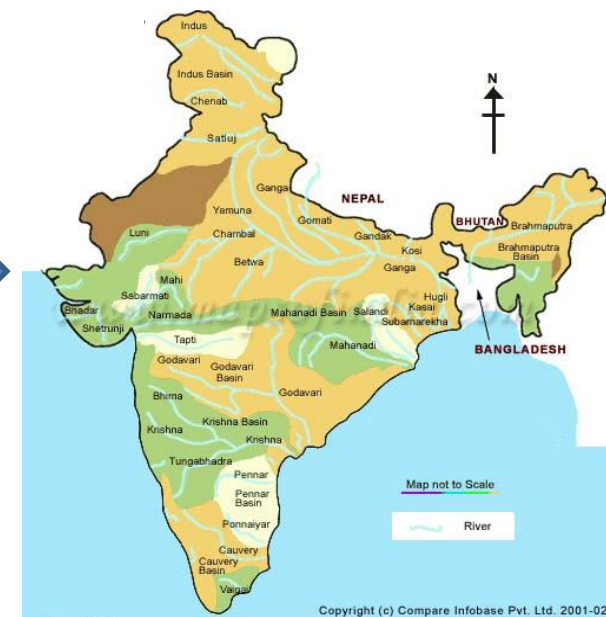 Indus
Indus Basin
Chenab
Satluj
N
Ganga
NEPAL
Yamuna
Gomati
BHUTAN
Brahmaputra
Luni
Chambal
Gandak
Kosi
Brahmaputra
Basin
Betwa
Ganga
Mahi
Sabarmati
Hugli
Bhadar
Narmada
Mahanadi Basin
Salandi
Kasai
Subarnarekha
Shetrunji
Tapti
Mahanadi
BANGLADESH
Godavari
Godavari
Basin
Bhima
Godavari
Krishna Basin
Krishna
Krishna
Tungabhadra
Pennar
Map not to Scale
Pennar
Basin
Ponnaiyar
River
Cauvery
Cauvery
Basin
Vaigai
Copyright (c) Compare Infobase Pvt. Ltd. 2001-02